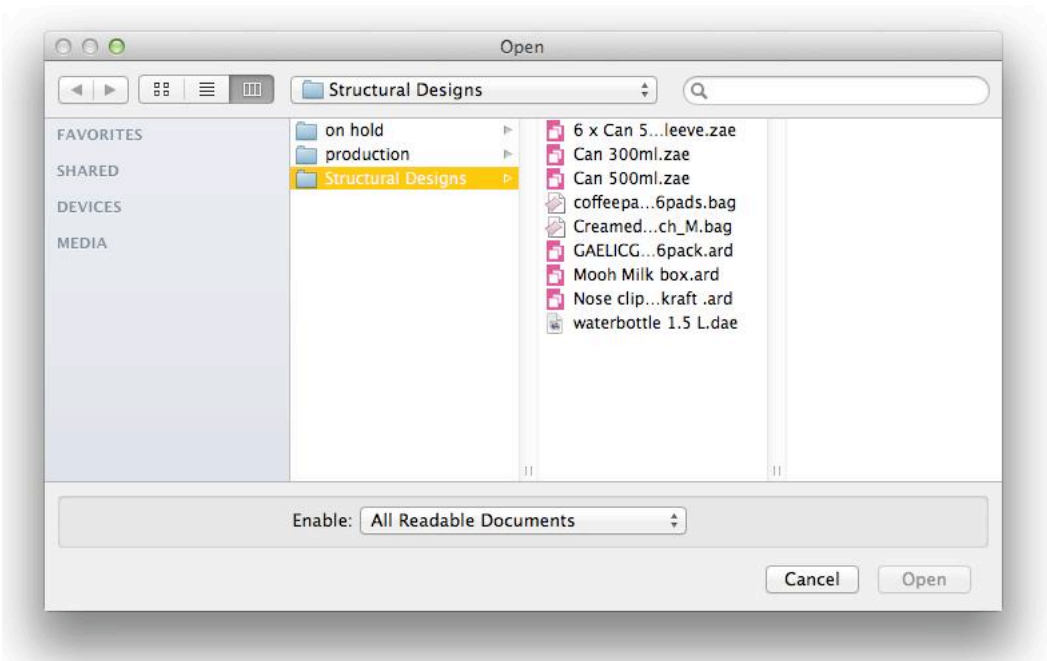 Open
Structural Designs
FAVORITES
SHARED
DEVICES
MEDIA
on hold
production
Structural Designs
6 x Can 5...leeve.zae
Can 300ml.zae
Can 500ml.zae
coffeepa...6pads.bag
Creamed...ch_M.bag
GAELICG...6pack.ard
Mooh Milk box.ard
Nose clip...kraft .ard
waterbottle 1.5 L.dae
Enable: All Readable Documents
Cancel Open